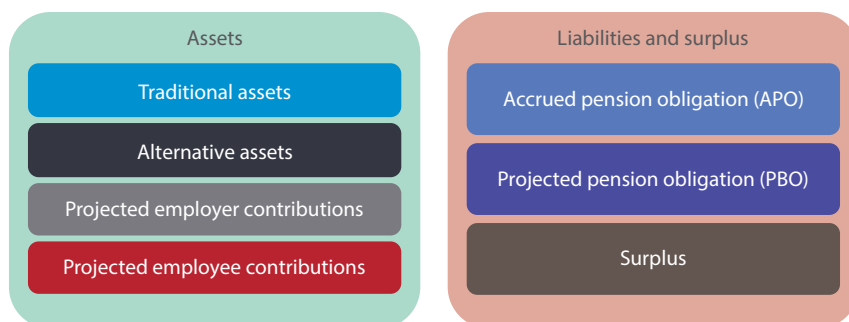 Assets
Traditional assets
Alternative assets
Projected employer contributions
Projected employee contributions
Liabilities and surplus
Accrued pension obligation (APO)
Projected pension obligation (PBO)
Surplus